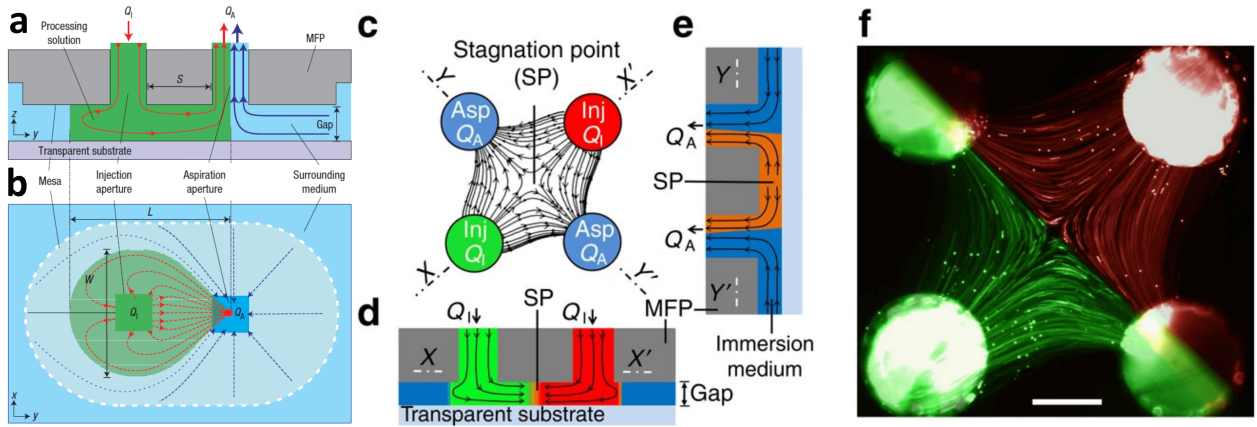 a
Q_I
Q_A
Processing
solution
MFP
S
z
y
Gap
Transparent substrate
Mesa
Injection
aperture
Aspiration
aperture
Surrounding
medium
b
L
W
Q_I
Q_A
x
y
c
Stagnation point
(SP)
Y
X'
Asp
Q_A
Inj
Q_I
Inj
Q_I
Asp
Q_A
X
Y'
d
Q_I
SP
Q_I
MFP
X
X'
Gap
Transparent substrate
e
Y
Q_A
SP
Q_A
Y'
Immersion
medium
f